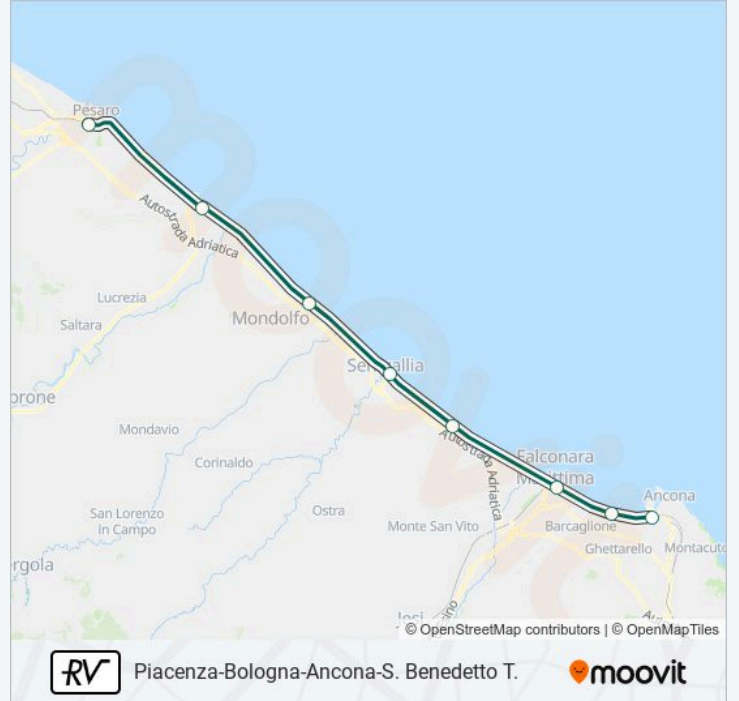 Pesaro
Autostrada Adriatica
Lucrezia
Saltara
Mondolfo
Senigallia
brone
Mondavio
Autostrada Adriatica
Corinaldo
Falconara
Marittima
Ancona
San Lorenzo
in Campo
Ostra
Monte San Vito
Barcaglione
Ghettarello
Montacuto
rgola
Jesi
© OpenStreetMap contributors | © OpenMapTiles
RV
Piacenza-Bologna-Ancona-S. Benedetto T.
moovit